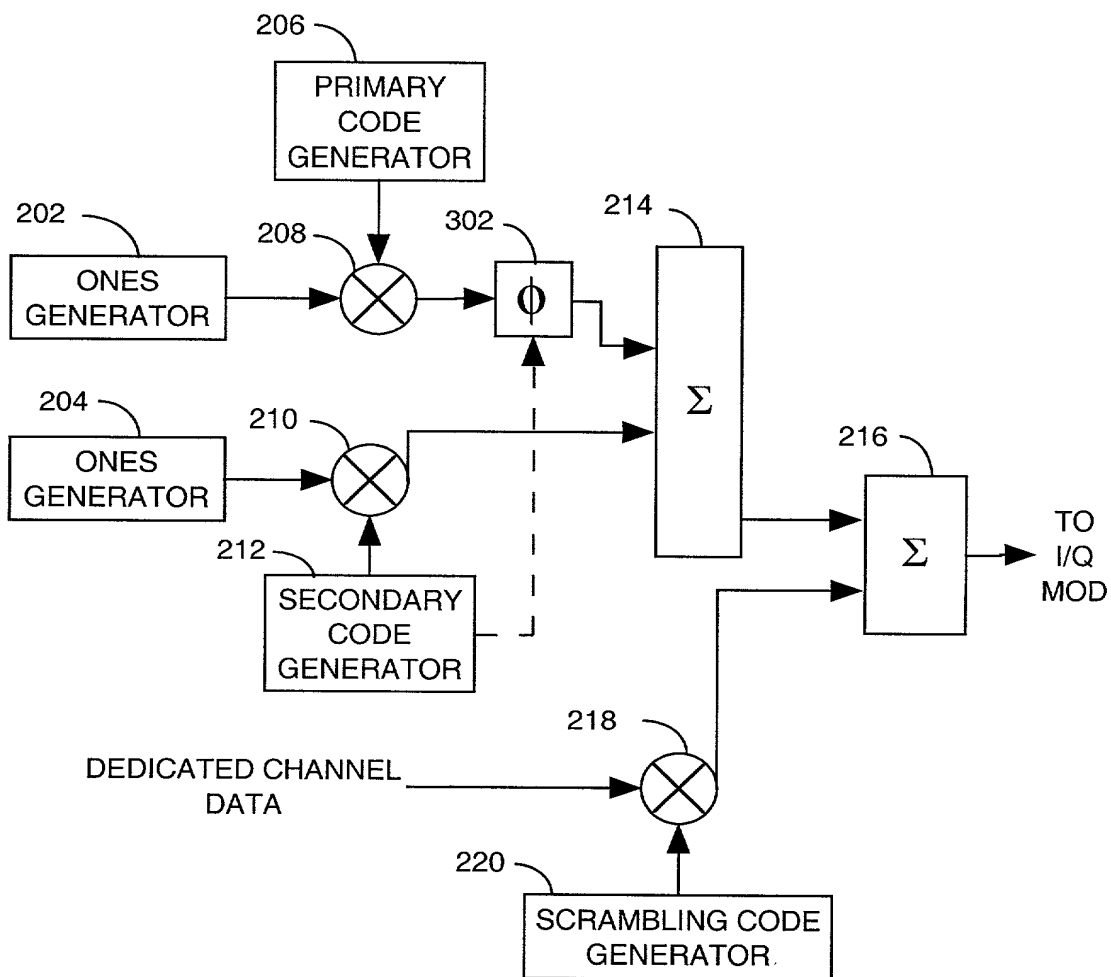 206
PRIMARY
CODE
GENERATOR
202
208
302
214
ONES
GENERATOR
ϕ
Σ
204
210
216
ONES
GENERATOR
212
Σ
TO
I/Q
MOD
SECONDARY
CODE
GENERATOR
218
DEDICATED CHANNEL
DATA
220
SCRAMBLING CODE
GENERATOR